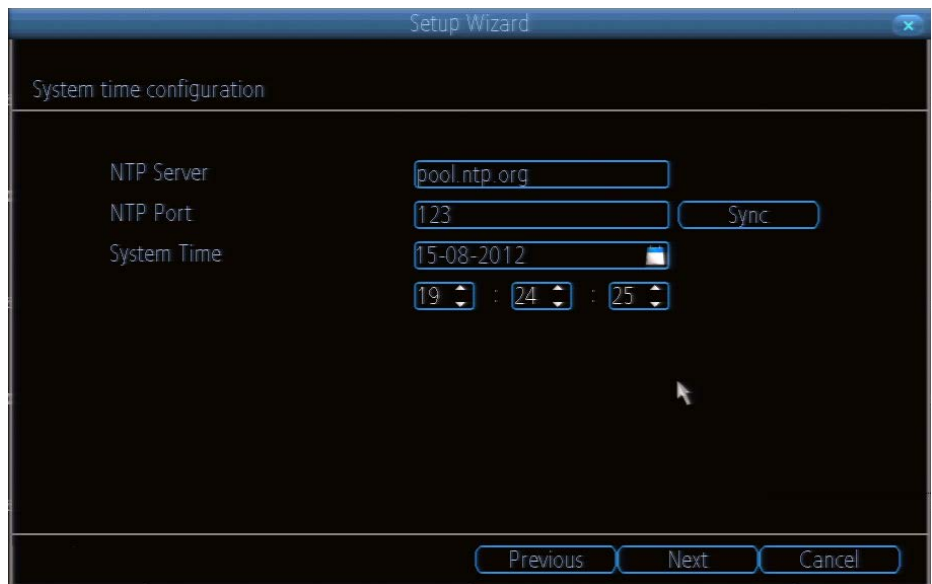 Setup Wizard
System time configuration
NTP Server pool.ntp.org
NTP Port 123 Sync
System Time 15-08-2012
19 : 24 : 25
Previous Next Cancel